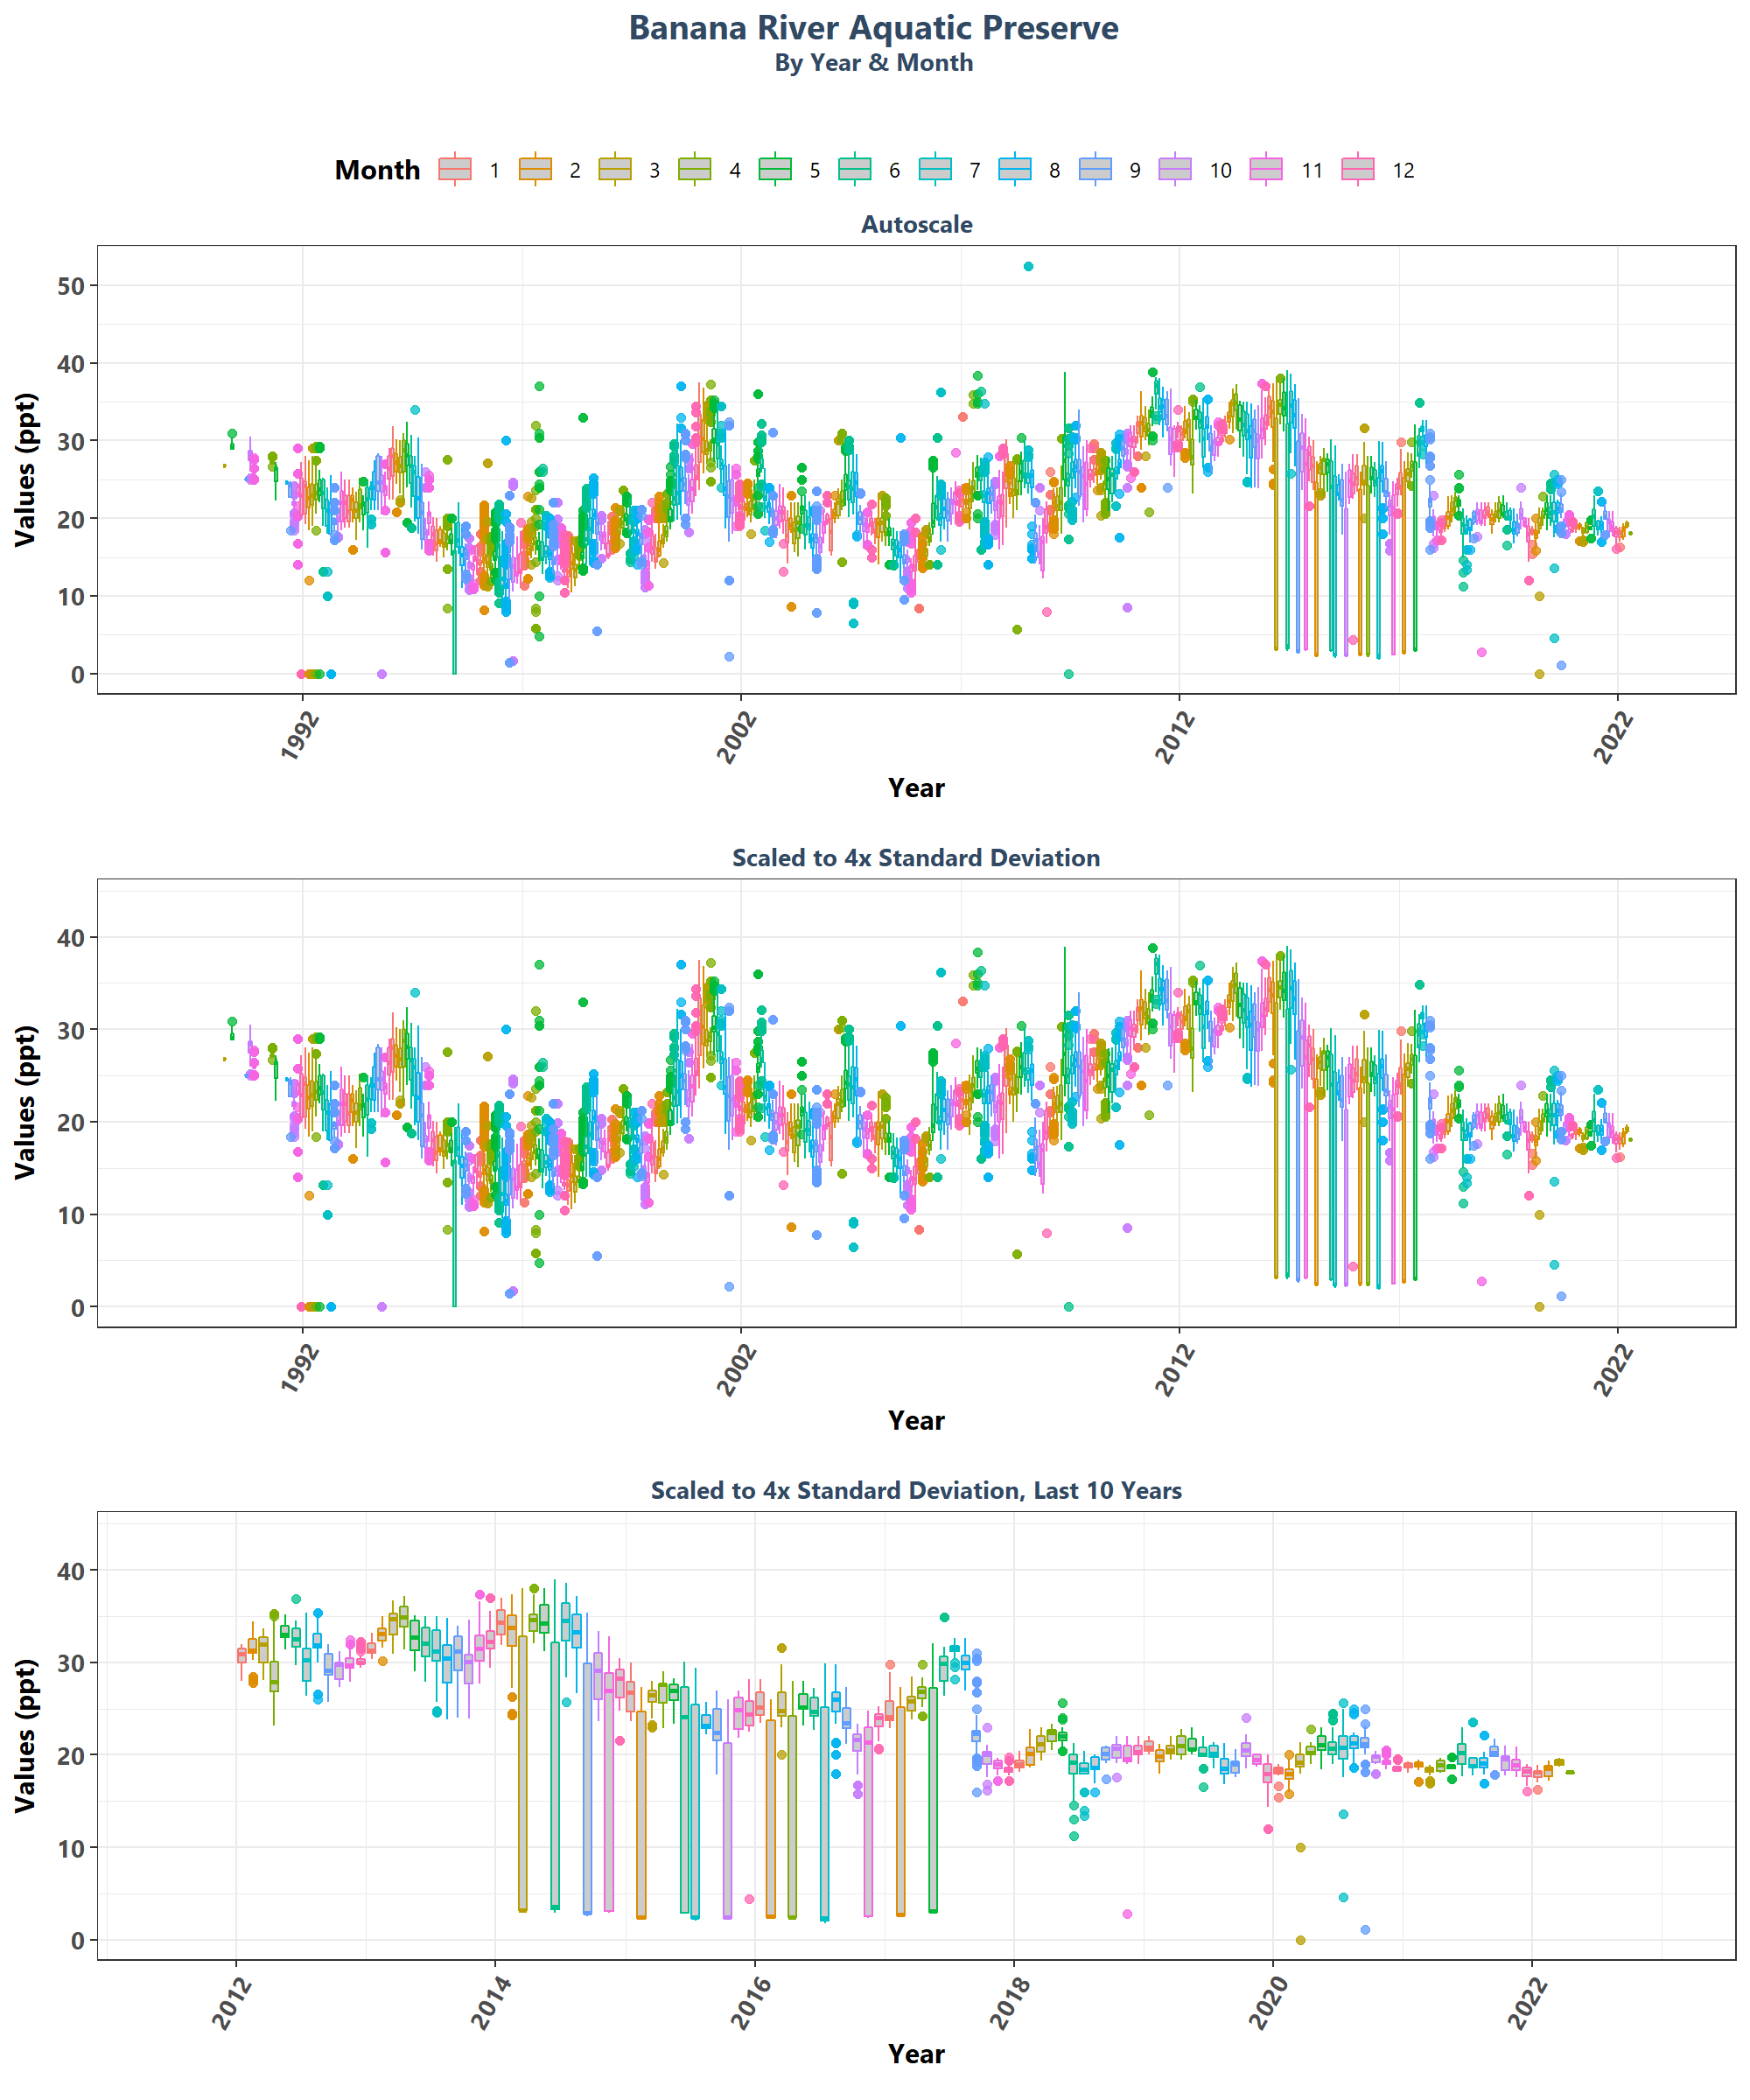 Banana River Aquatic Preserve
By Year & Month
Month 1 2 3 4 5 6 7 8 9 10 11 12
Autoscale
Values (ppt)
50
40
30
20
10
0
1992 2002 2012 2022
Year
Scaled to 4x Standard Deviation
Values (ppt)
40
30
20
10
0
1992 2002 2012 2022
Year
Scaled to 4x Standard Deviation, Last 10 Years
Values (ppt)
40
30
20
10
0
2012 2014 2016 2018 2020 2022
Year